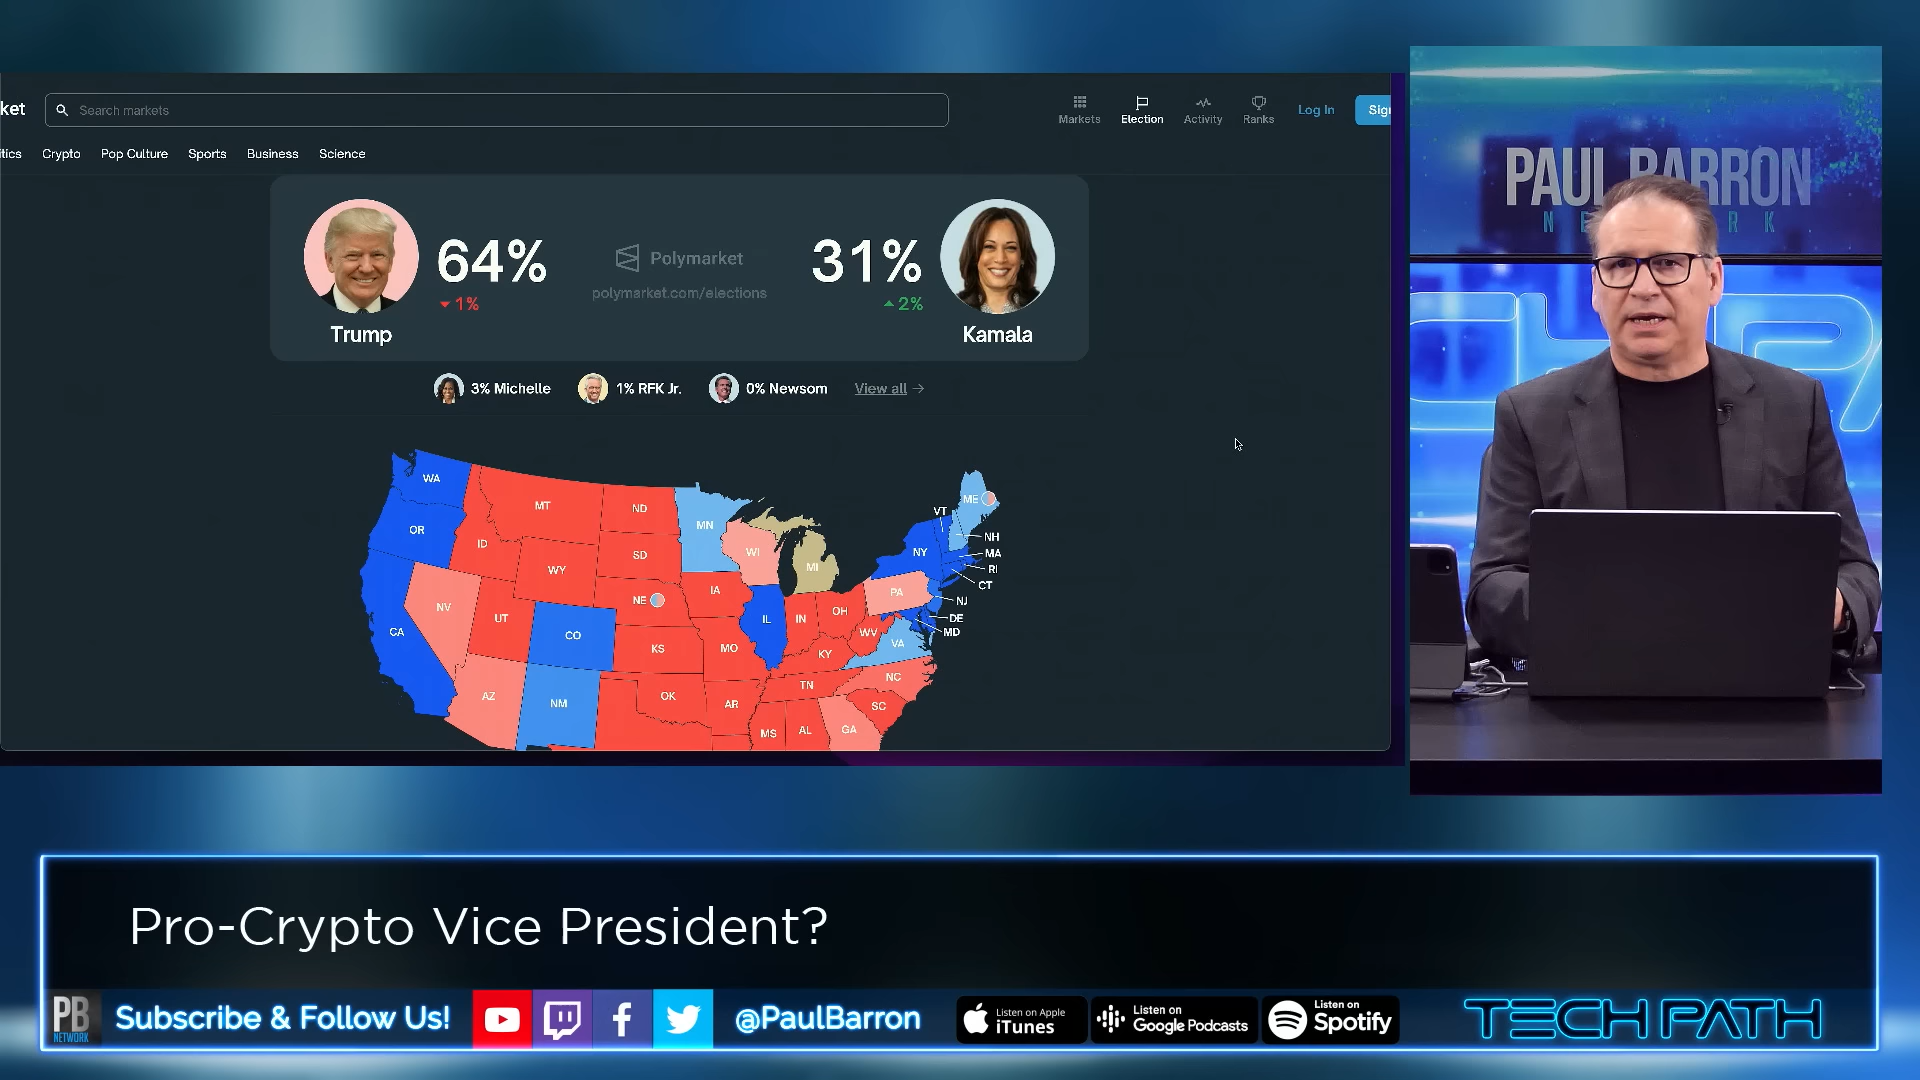 ket
Search markets
Markets
Election
Activity
Ranks
Log In
Sign
itics
Crypto
Pop Culture
Sports
Business
Science
64%
1%
Trump
Polymarket
polymarket.com/elections
31%
2%
Kamala
3% Michelle
1% RFK Jr.
0% Newsom
View all
WA
OR
CA
NV
ID
MT
WY
UT
AZ
CO
NM
ND
SD
NE
KS
OK
MN
IA
MO
AR
WI
IL
MS
MI
IN
OH
KY
TN
AL
GA
WV
VA
NC
SC
PA
NY
VT
ME
NH
MA
RI
CT
NJ
DE
MD
PAUL BARRON
Pro-Crypto Vice President?
PB
NETWORK
Subscribe & Follow Us!
@PaulBarron
Listen on Apple
iTunes
Listen on
Google Podcasts
Listen on
Spotify
TECH PATH